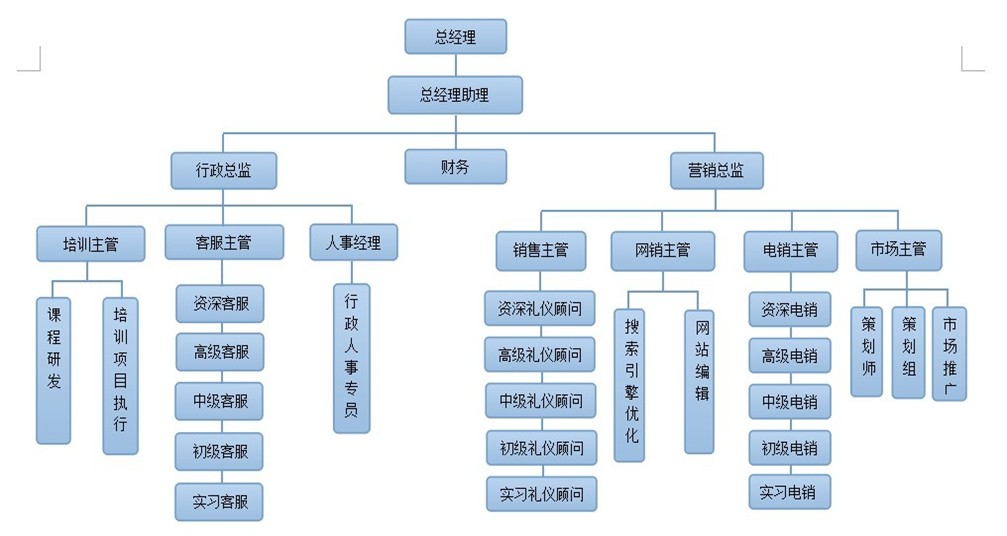 总经理
总经理助理
行政总监
财务
营销总监
培训主管
客服主管
人事经理
销售主管
网销主管
电销主管
市场主管
课程研发
培训项目执行
资深客服
高级客服
中级客服
初级客服
实习客服
行政人事专员
资深礼仪顾问
高级礼仪顾问
中级礼仪顾问
初级礼仪顾问
实习礼仪顾问
搜索引擎优化
网站编辑
资深电销
高级电销
中级电销
初级电销
实习电销
策划师
策划组
市场推广